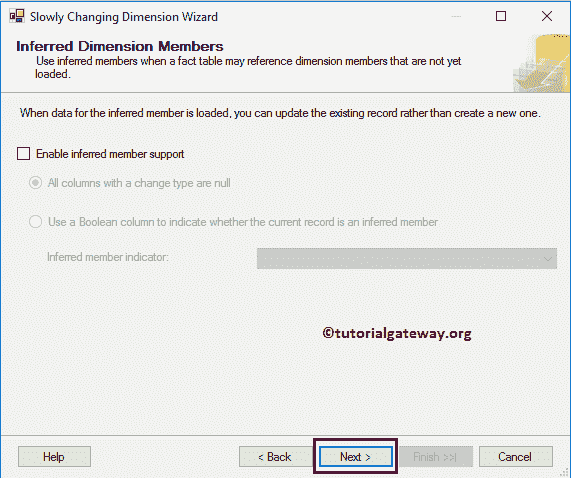 Slowly Changing Dimension Wizard
Inferred Dimension Members
Use inferred members when a fact table may reference dimension members that are not yet
loaded.
When data for the inferred member is loaded, you can update the existing record rather than create a new one.
Enable inferred member support
All columns with a change type are null
Use a Boolean column to indicate whether the current record is an inferred member
Inferred member indicator:
©tutorialgateway.org
Help
< Back
Next >
Finish >>|
Cancel